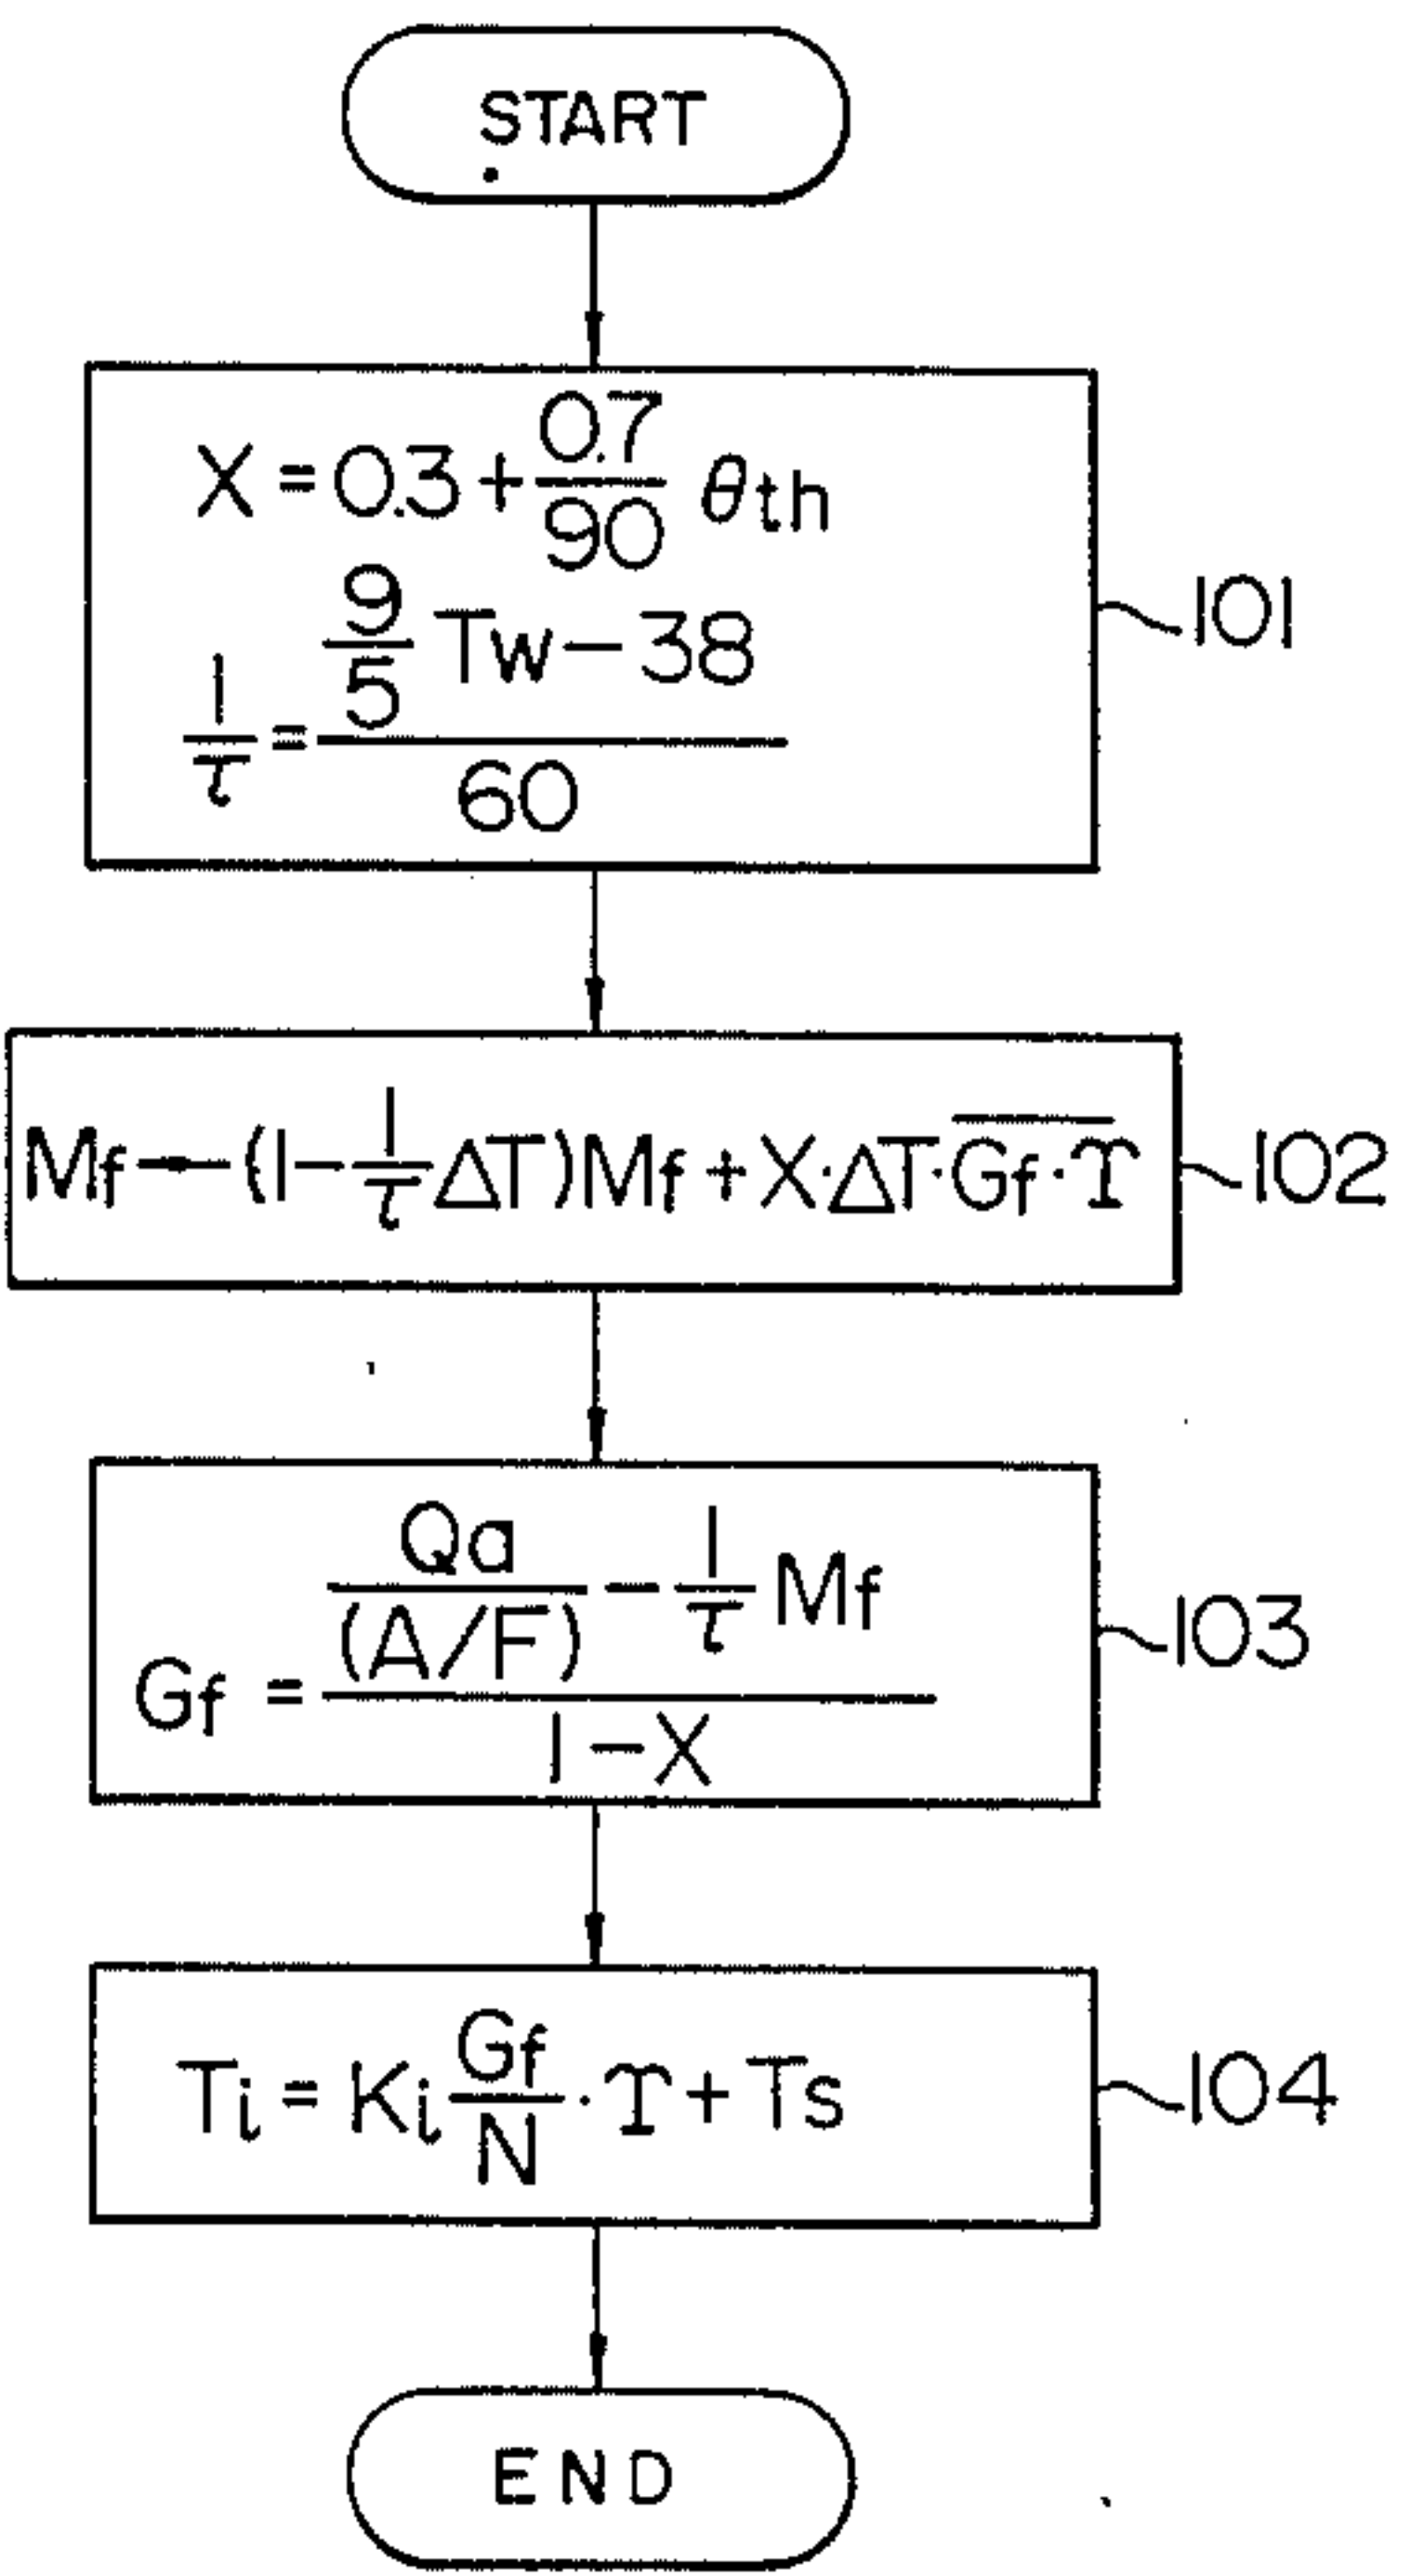 START
X = 0.3 + 0.7/90 θth
1/τ = (9/5 Tw − 38)/60
101
Mf ← (1 − 1/τ ΔT)Mf + X·ΔT·\overline{Gf·ϒ}
102
Gf = (Qa/(A/F) − 1/τ Mf)/(1 − X)
103
Ti = Ki Gf/N · ϒ + Ts
104
END